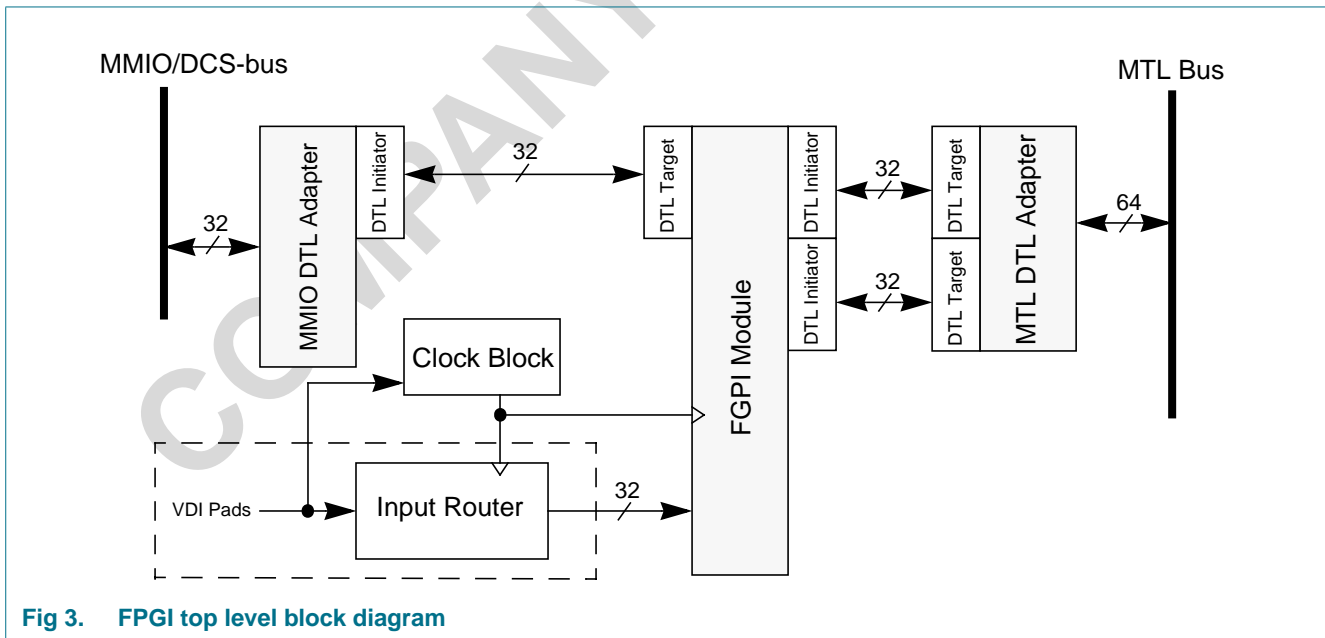 COMPANY
MMIO/DCS-bus
MTL Bus
32
MMIO DTL Adapter
DTL Initiator
32
DTL Target
FGPI Module
DTL Initiator
DTL Initiator
32
32
DTL Target
DTL Target
MTL DTL Adapter
64
Clock Block
VDI Pads
Input Router
32
Fig 3. FPGI top level block diagram